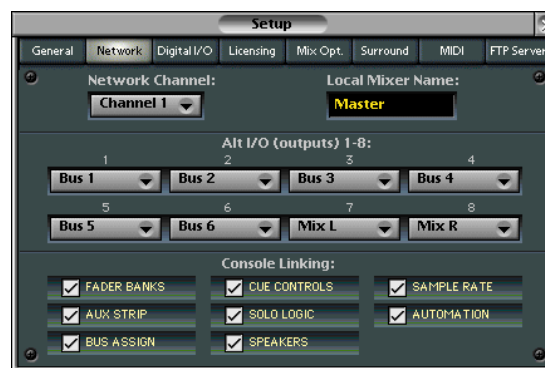 Setup
General Network Digital I/O Licensing Mix Opt. Surround MIDI FTP Server
Network Channel: Local Mixer Name:
Channel 1 Master
Alt I/O (outputs) 1-8:
1 2 3 4
Bus 1 Bus 2 Bus 3 Bus 4
5 6 7 8
Bus 5 Bus 6 Mix L Mix R
Console Linking:
FADER BANKS CUE CONTROLS SAMPLE RATE
AUX STRIP SOLO LOGIC AUTOMATION
BUS ASSIGN SPEAKERS